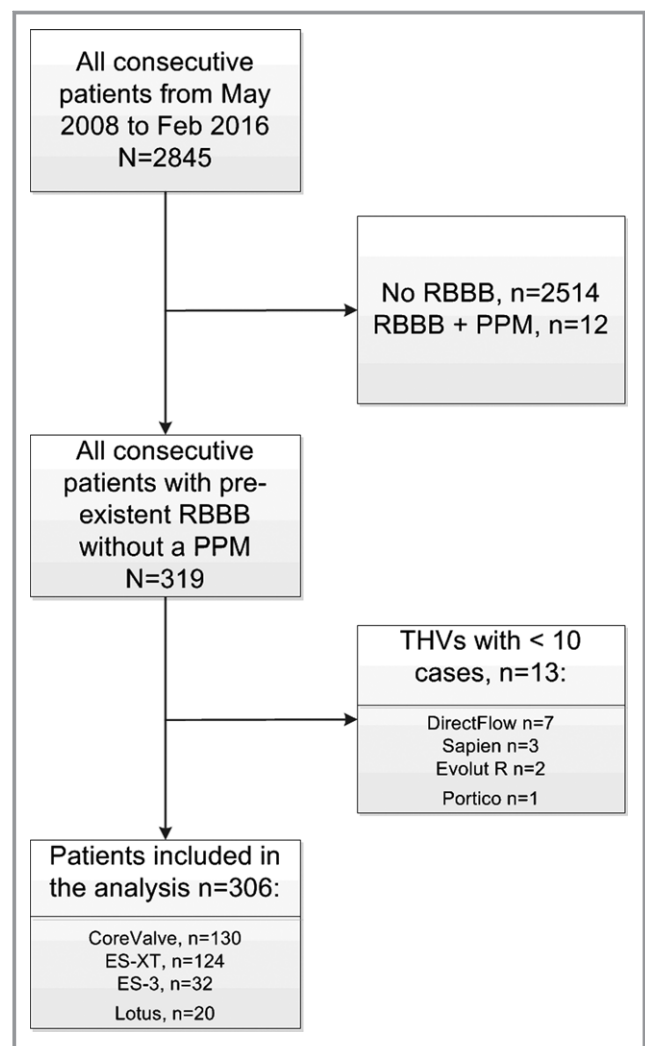 All consecutive
patients from May
2008 to Feb 2016
N=2845
No RBBB, n=2514
RBBB + PPM, n=12
All consecutive
patients with pre-
existent RBBB
without a PPM
N=319
THVs with < 10
cases, n=13:
DirectFlow n=7
Sapien n=3
Evolut R n=2
Portico n=1
Patients included in
the analysis n=306:
CoreValve, n=130
ES-XT, n=124
ES-3, n=32
Lotus, n=20